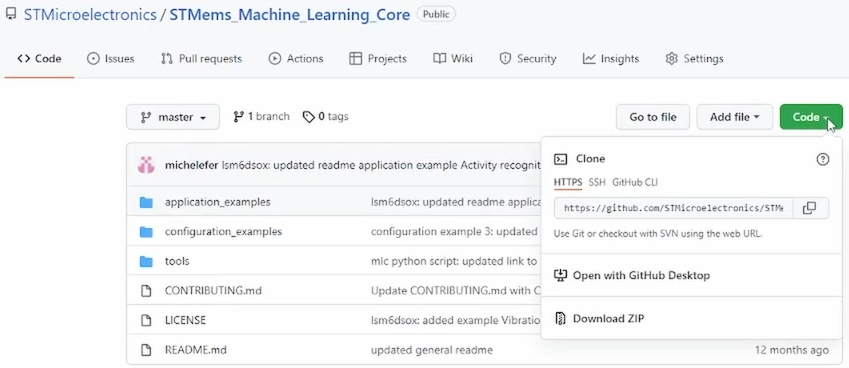 STMicroelectronics / STMems_Machine_Learning_Core Public
Code Issues Pull requests Actions Projects Wiki Security Insights Settings
master 1 branch 0 tags Go to file Add file Code
michelefer lsm6dsox: updated readme application example Activity recognit
Clone
HTTPS SSH GitHub CLI
application_examples lsm6dsox: updated readme applica
https://github.com/STMicroelectronics/STMe
configuration_examples configuration example 3: updated
Use Git or checkout with SVN using the web URL.
tools mlc python script: updated link to
Open with GitHub Desktop
CONTRIBUTING.md Update CONTRIBUTING.md with C
LICENSE lsm6dsox: added example Vibratio
Download ZIP
README.md updated general readme 12 months ago